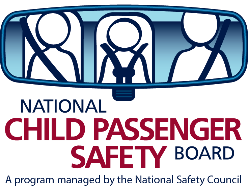 NATIONAL
CHILD PASSENGER
SAFETY BOARD
A program managed by the National Safety Council